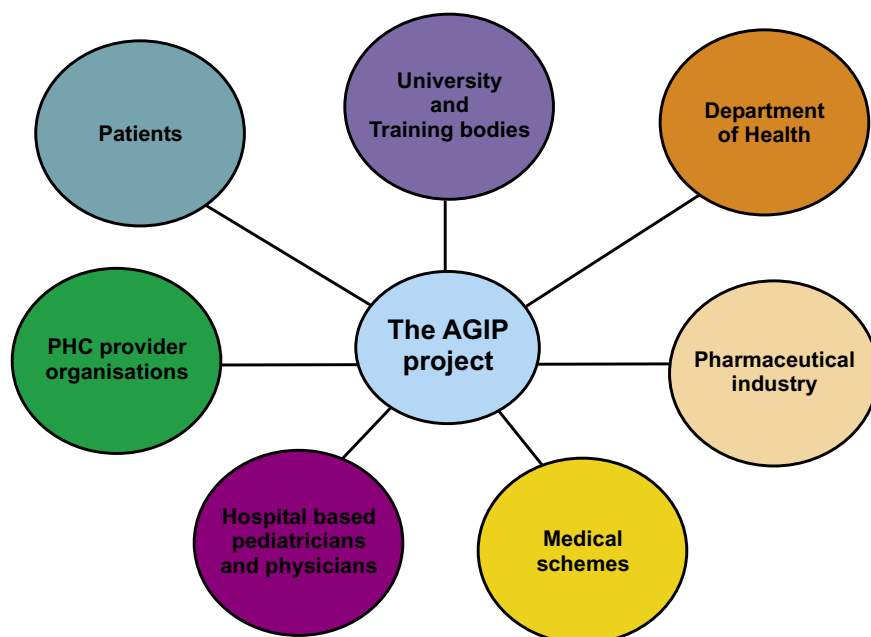 University
and
Training bodies
Department
of Health
Patients
The AGIP
project
PHC provider
organisations
Pharmaceutical
industry
Hospital based
pediatricians
and physicians
Medical
schemes